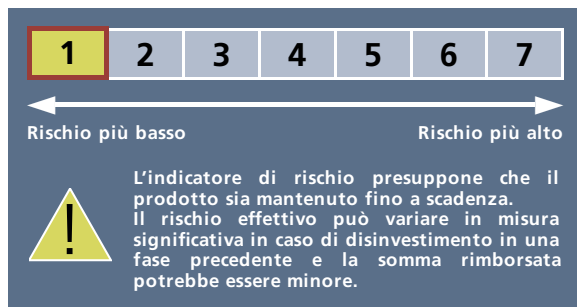 1 2 3 4 5 6 7
Rischio più basso Rischio più alto
L'indicatore di rischio presuppone che il
prodotto sia mantenuto fino a scadenza.
Il rischio effettivo può variare in misura
significativa in caso di disinvestimento in una
fase precedente e la somma rimborsata
potrebbe essere minore.
!